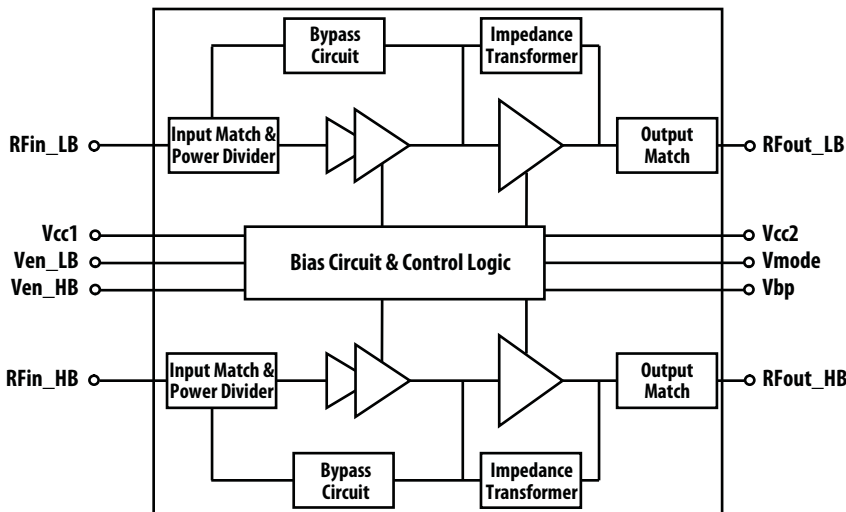 Bypass
Circuit
Impedance
Transformer
RFin_LB
Input Match &
Power Divider
Output
Match
RFout_LB
Vcc1
Ven_LB
Ven_HB
Bias Circuit & Control Logic
Vcc2
Vmode
Vbp
RFin_HB
Input Match &
Power Divider
Output
Match
RFout_HB
Bypass
Circuit
Impedance
Transformer